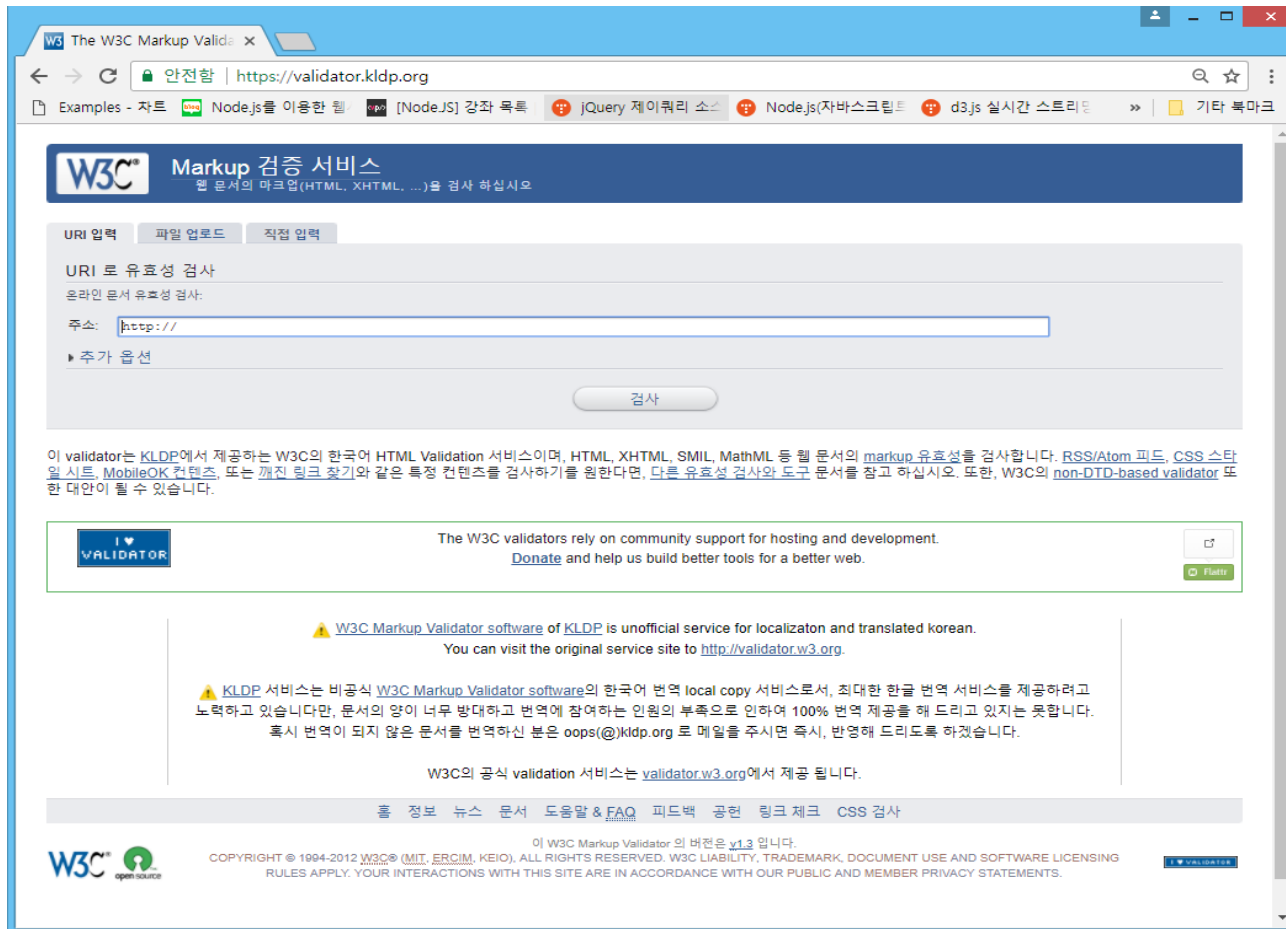 The W3C Markup Valida
안전함 | https://validator.kldp.org
Examples - 차트 Node.js를 이용한 웹 [Node.JS] 강좌 목록 jQuery 제이쿼리 소스 Node.js(자바스크립트 d3.js 실시간 스트리밍 » 기타 북마크
W3C® Markup 검증 서비스
웹 문서의 마크업(HTML, XHTML, ...)을 검사 하십시오
URI 입력 파일 업로드 직접 입력
URI 로 유효성 검사
온라인 문서 유효성 검사:
주소: http://
추가 옵션
검사
이 validator는 KLDP에서 제공하는 W3C의 한국어 HTML Validation 서비스이며, HTML, XHTML, SMIL, MathML 등 웹 문서의 markup 유효성을 검사합니다. RSS/Atom 피드, CSS 스타
일 시트, MobileOK 컨텐츠, 또는 깨진 링크 찾기와 같은 특정 컨텐츠를 검사하기를 원한다면, 다른 유효성 검사와 도구 문서를 참고 하십시오. 또한, W3C의 non-DTD-based validator 또
한 대안이 될 수 있습니다.
I ♥
VALIDATOR
The W3C validators rely on community support for hosting and development.
Donate and help us build better tools for a better web.
Flattr
W3C Markup Validator software of KLDP is unofficial service for localizaton and translated korean.
You can visit the original service site to http://validator.w3.org.
KLDP 서비스는 비공식 W3C Markup Validator software의 한국어 번역 local copy 서비스로서, 최대한 한글 번역 서비스를 제공하려고
노력하고 있습니다만, 문서의 양이 너무 방대하고 번역에 참여하는 인원의 부족으로 인하여 100% 번역 제공을 해 드리고 있지는 못합니다.
혹시 번역이 되지 않은 문서를 번역하신 분은 oops(@)kldp.org 로 메일을 주시면 즉시, 반영해 드리도록 하겠습니다.
W3C의 공식 validation 서비스는 validator.w3.org에서 제공 됩니다.
홈 정보 뉴스 문서 도움말 & FAQ 피드백 공헌 링크 체크 CSS 검사
이 W3C Markup Validator 의 버전은 v1.3 입니다.
W3C® open source
COPYRIGHT © 1994-2012 W3C® (MIT, ERCIM, KEIO), ALL RIGHTS RESERVED. W3C LIABILITY, TRADEMARK, DOCUMENT USE AND SOFTWARE LICENSING
RULES APPLY. YOUR INTERACTIONS WITH THIS SITE ARE IN ACCORDANCE WITH OUR PUBLIC AND MEMBER PRIVACY STATEMENTS.
I ♥ VALIDATOR